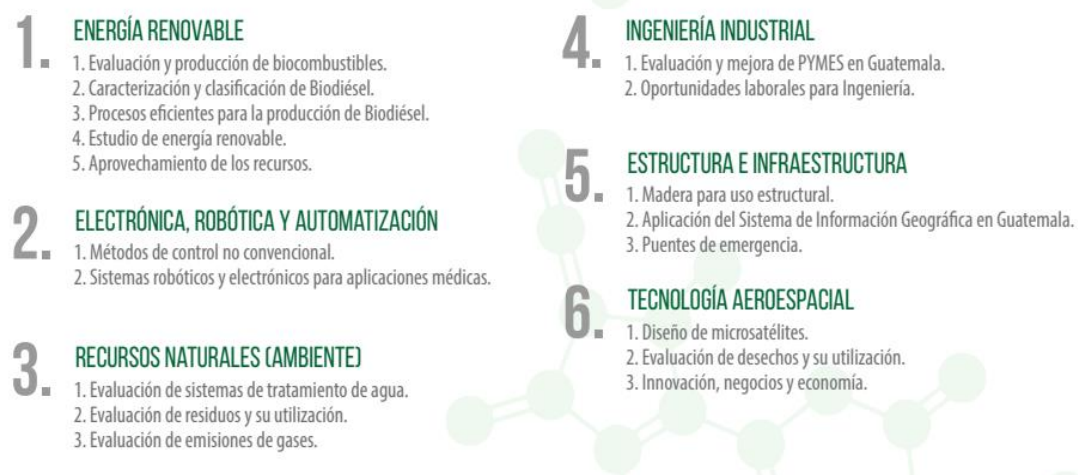 1.
ENERGÍA RENOVABLE
1. Evaluación y producción de biocombustibles.
2. Caracterización y clasificación de Biodiésel.
3. Procesos eficientes para la producción de Biodiésel.
4. Estudio de energía renovable.
5. Aprovechamiento de los recursos.
2.
ELECTRÓNICA, ROBÓTICA Y AUTOMATIZACIÓN
1. Métodos de control no convencional.
2. Sistemas robóticos y electrónicos para aplicaciones médicas.
3.
RECURSOS NATURALES (AMBIENTE)
1. Evaluación de sistemas de tratamiento de agua.
2. Evaluación de residuos y su utilización.
3. Evaluación de emisiones de gases.
4.
INGENIERÍA INDUSTRIAL
1. Evaluación y mejora de PYMES en Guatemala.
2. Oportunidades laborales para Ingeniería.
5.
ESTRUCTURA E INFRAESTRUCTURA
1. Madera para uso estructural.
2. Aplicación del Sistema de Información Geográfica en Guatemala.
3. Puentes de emergencia.
6.
TECNOLOGÍA AEROESPACIAL
1. Diseño de microsatélites.
2. Evaluación de desechos y su utilización.
3. Innovación, negocios y economía.